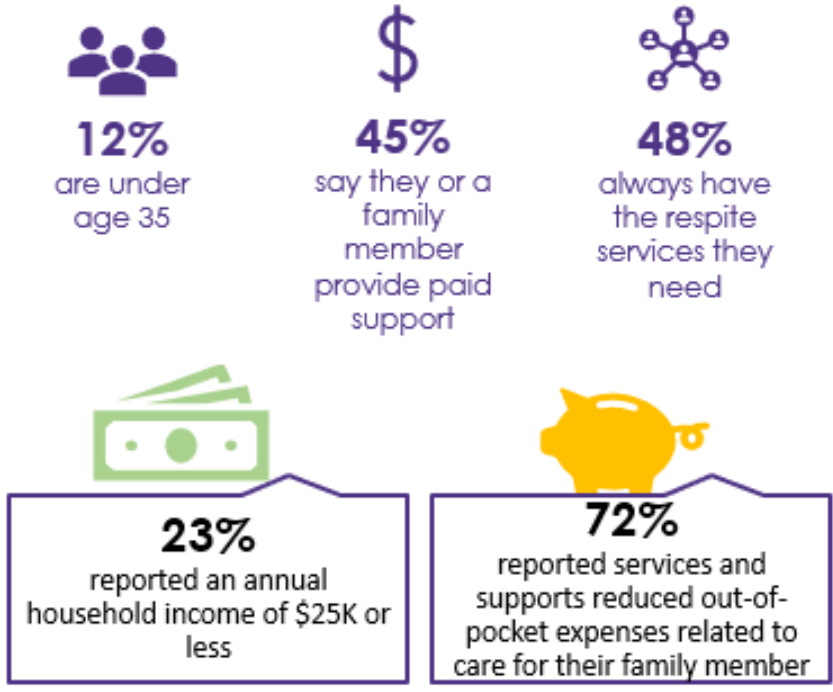 12%
are under
age 35
45%
say they or a
family
member
provide paid
support
48%
always have
the respite
services they
need
23%
reported an annual
household income of $25K or
less
72%
reported services and
supports reduced out-of-
pocket expenses related to
care for their family member